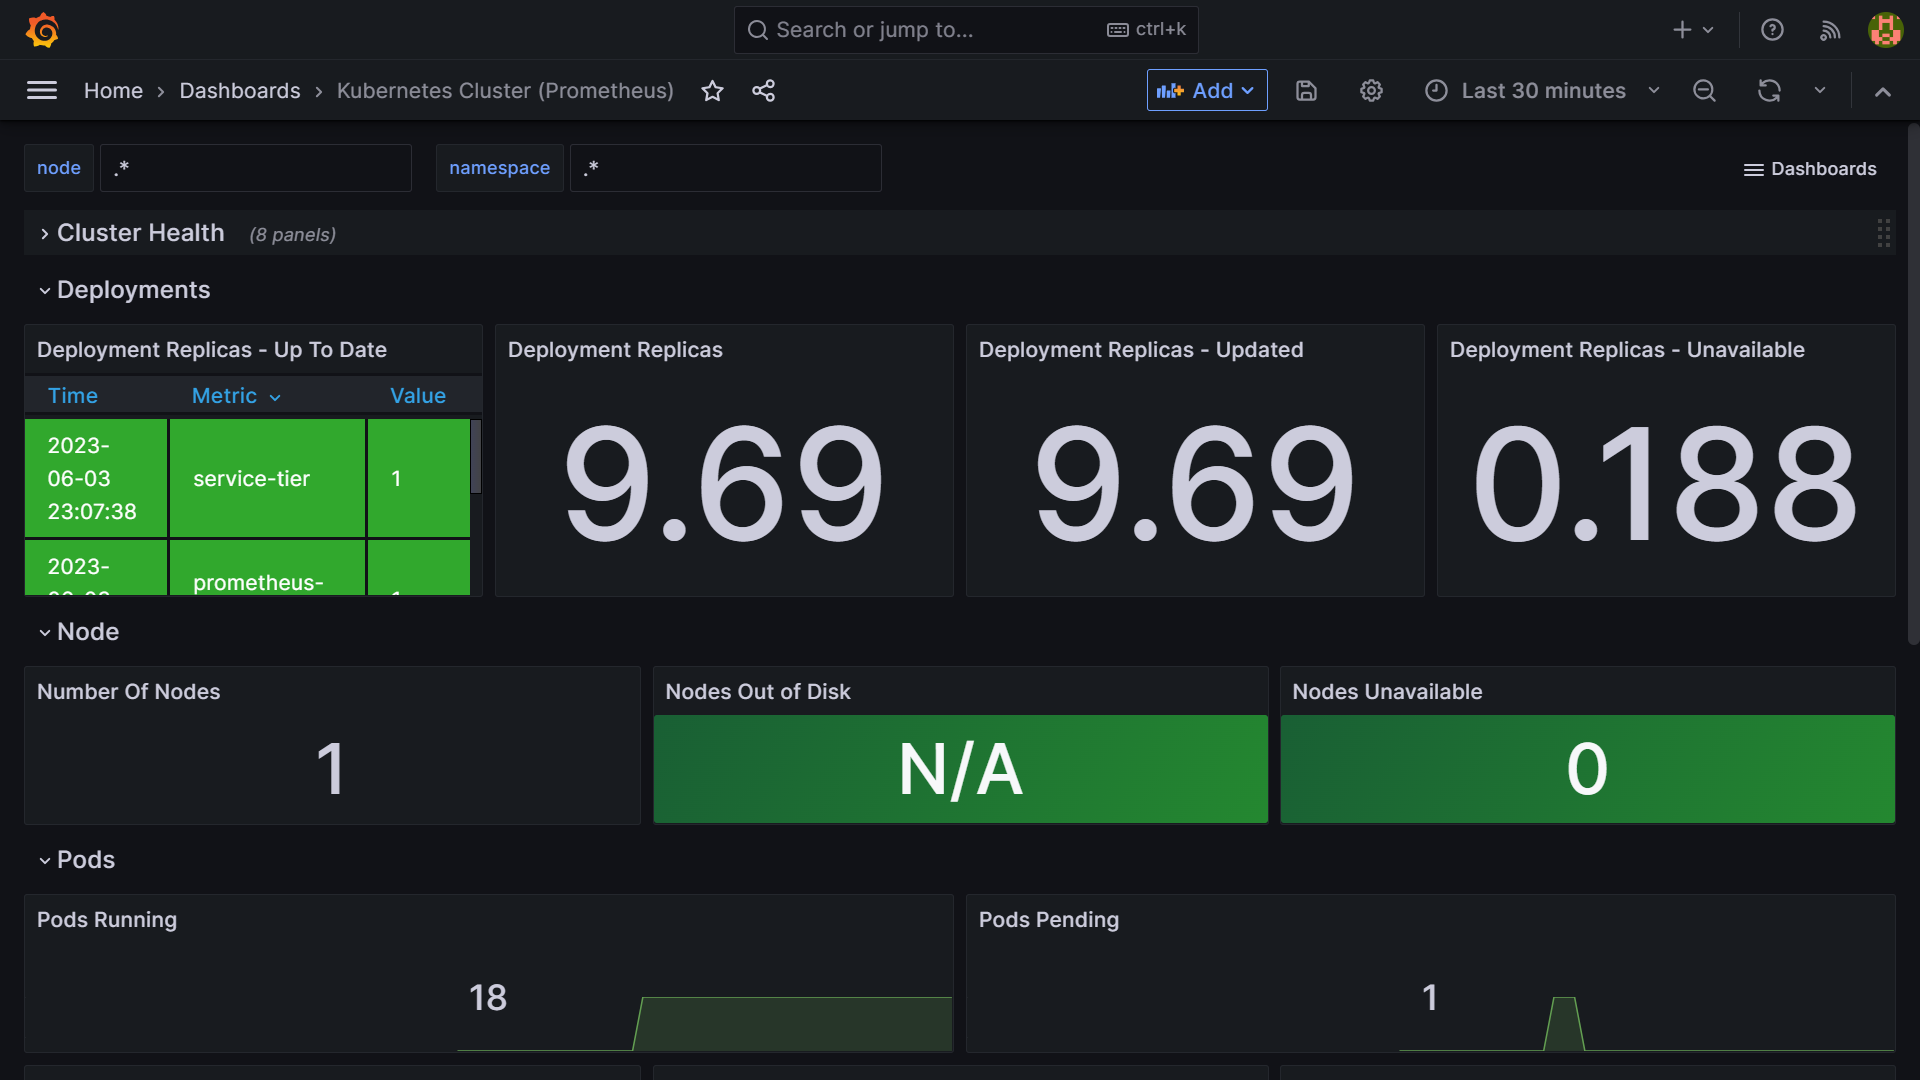 Search or jump to...
ctrl+k
Home
Dashboards
Kubernetes Cluster (Prometheus)
Add
Last 30 minutes
node
.*
namespace
.*
Dashboards
Cluster Health (8 panels)
Deployments
Deployment Replicas - Up To Date
Time Metric Value
2023-
06-03
23:07:38
service-tier
1
2023-
prometheus-
Deployment Replicas
9.69
Deployment Replicas - Updated
9.69
Deployment Replicas - Unavailable
0.188
Node
Number Of Nodes
1
Nodes Out of Disk
N/A
Nodes Unavailable
0
Pods
Pods Running
18
Pods Pending
1